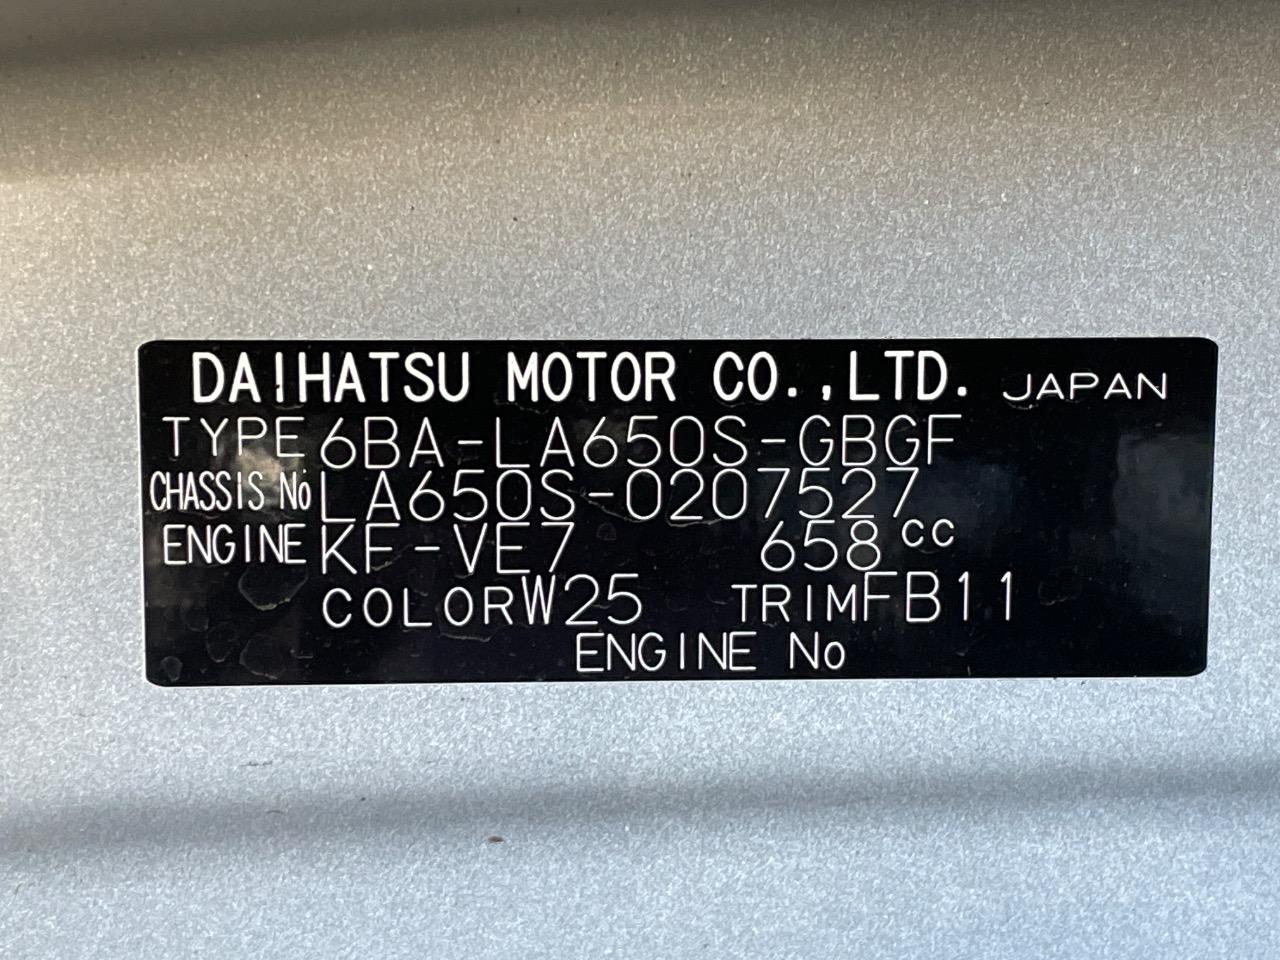 DAIHATSU MOTOR CO.,LTD. JAPAN
TYPE 6BA-LA650S-GBGF
CHASSIS No LA650S-0207527
ENGINE KF-VE7 658cc
COLOR W25 TRIM FB11
ENGINE No